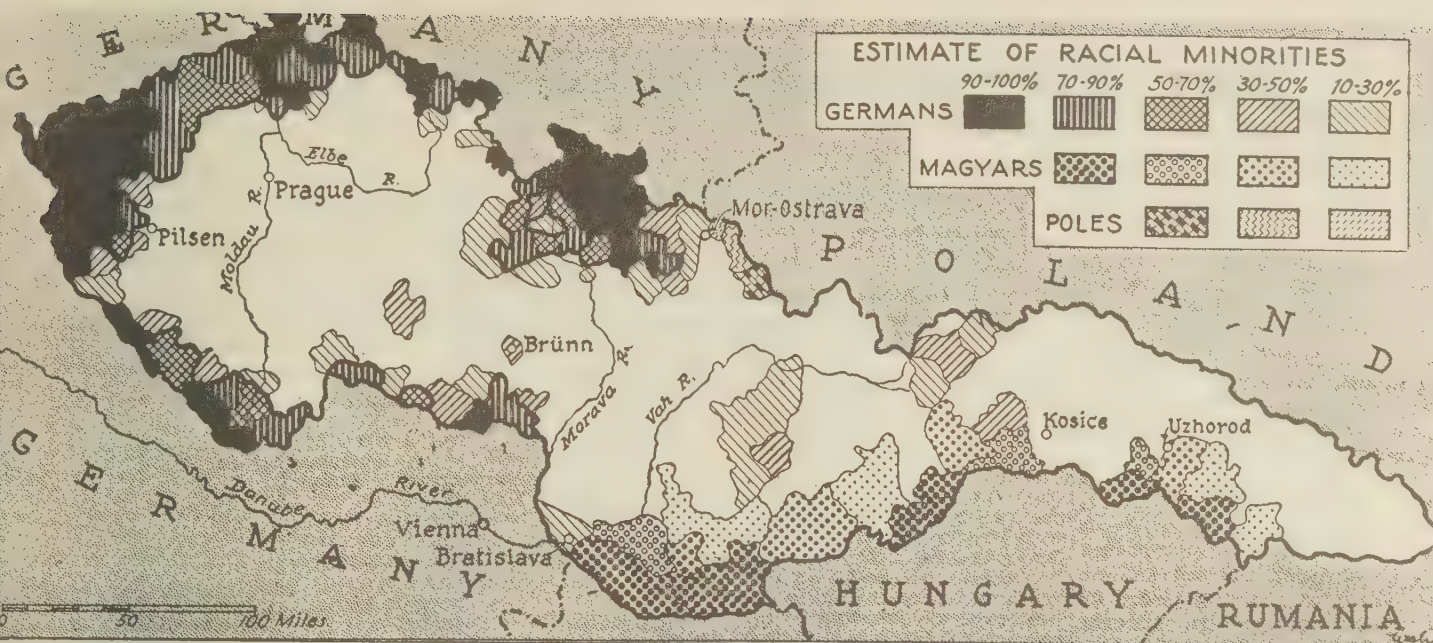 GERMANY
ESTIMATE OF RACIAL MINORITIES
90-100% 70-90% 50-70% 30-50% 10-30%
GERMANS
MAGYARS
POLES
Elbe R.
Prague
Moldau R.
Pilsen
Mor-Ostrava
POLAND
Brünn
Morava R.
Vah R.
Kosice
Uzhorod
GERMANY
Danube River
Vienna
Bratislava
HUNGARY
RUMANIA
0 50 100 Miles